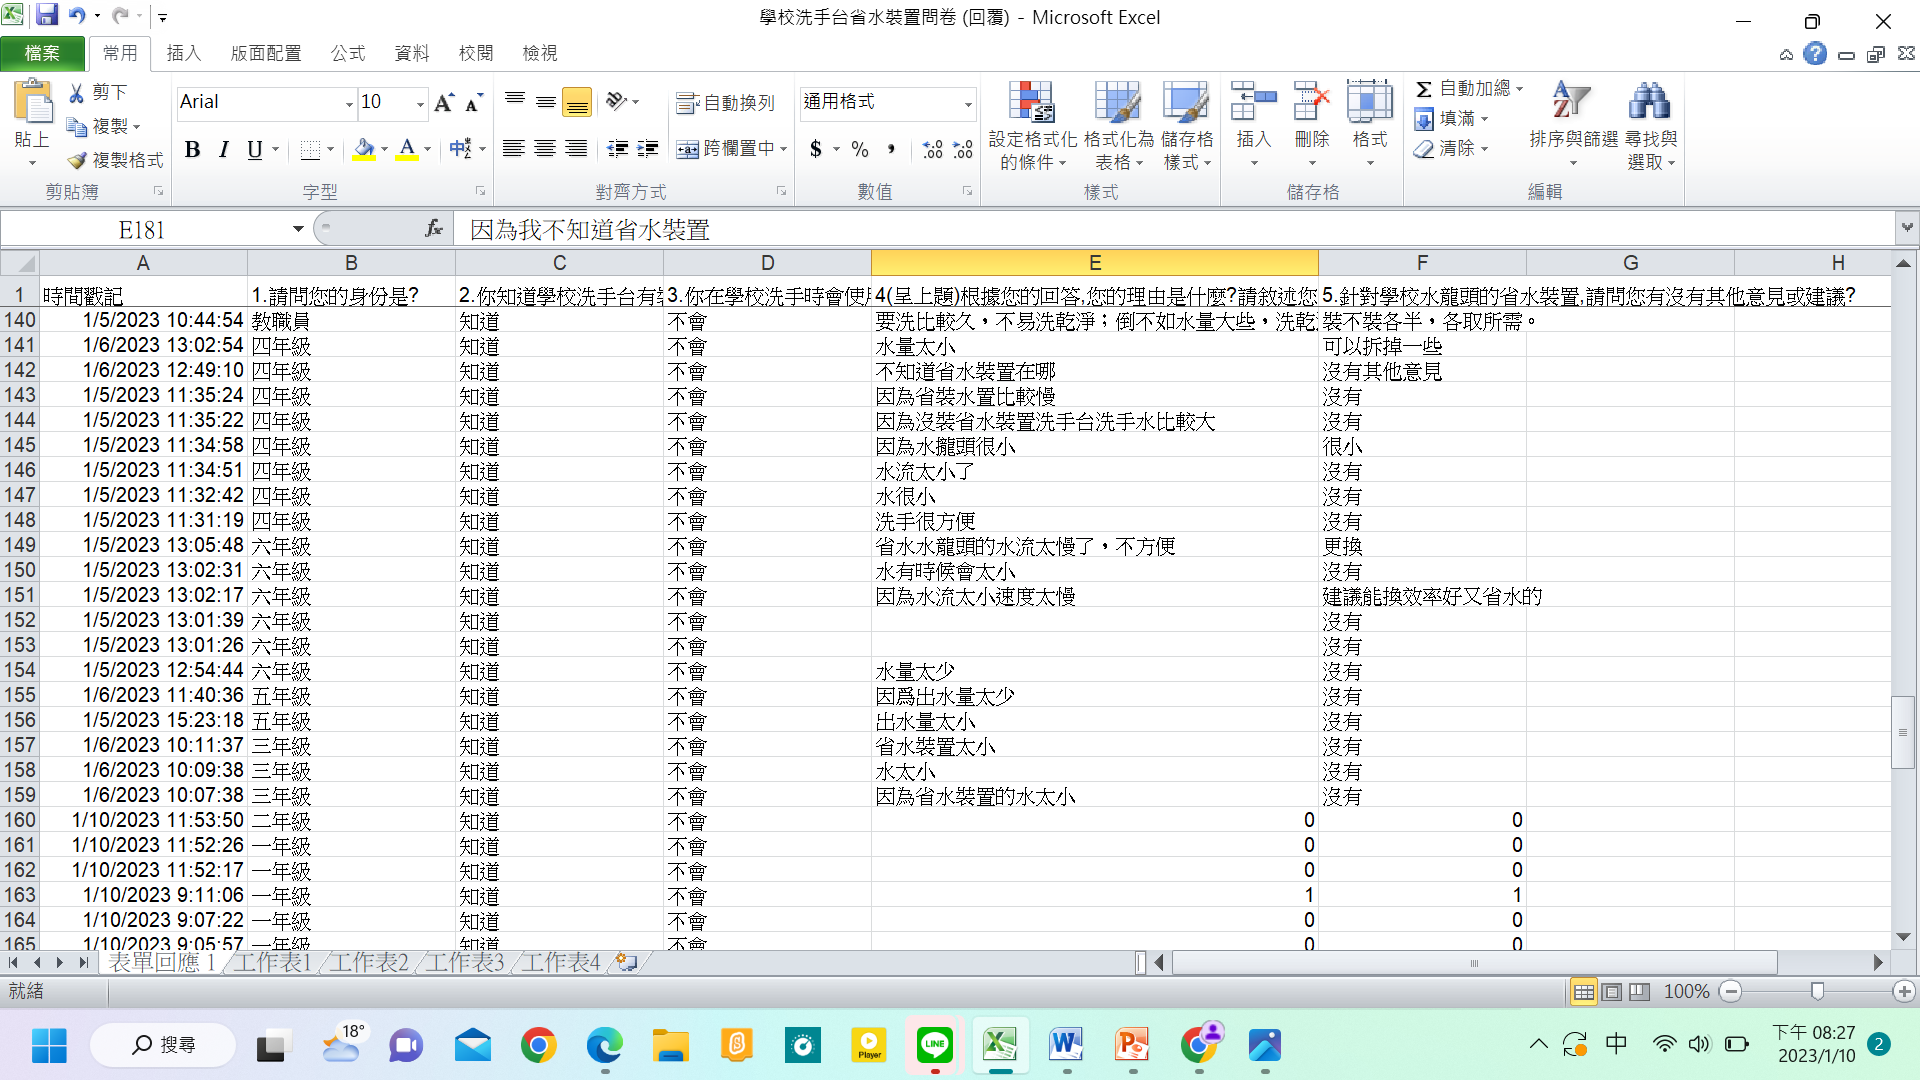 學校洗手台省水裝置問卷 (回覆) - Microsoft Excel
檔案 常用 插入 版面配置 公式 資料 校閱 檢視
貼上 剪下 複製 複製格式 剪貼簿
Arial 10 B I U 字型
自動換列 跨欄置中 對齊方式
通用格式 $ % , 數值
設定格式化的條件 格式化為表格 儲存格樣式 樣式
插入 刪除 格式 儲存格
Σ 自動加總 填滿 清除 排序與篩選 尋找與選取 編輯
E181 fx 因為我不知道省水裝置
A B C D E F G H
1 時間戳記 1.請問您的身份是? 2.你知道學校洗手台有 3.你在學校洗手時會使 4(呈上題)根據您的回答,您的理由是什麼?請敘述您 5.針對學校水龍頭的省水裝置,請問您有沒有其他意見或建議?
140 1/5/2023 10:44:54 教職員 知道 不會 要洗比較久，不易洗乾淨；倒不如水量大些，洗乾 裝不裝各半，各取所需。
141 1/6/2023 13:02:54 四年級 知道 不會 水量太小 可以拆掉一些
142 1/6/2023 12:49:10 四年級 知道 不會 不知道省水裝置在哪 沒有其他意見
143 1/5/2023 11:35:24 四年級 知道 不會 因為省裝水置比較慢 沒有
144 1/5/2023 11:35:22 四年級 知道 不會 因為沒裝省水裝置洗手台洗手水比較大 沒有
145 1/5/2023 11:34:58 四年級 知道 不會 因為水龍頭很小 很小
146 1/5/2023 11:34:51 四年級 知道 不會 水流太小了 沒有
147 1/5/2023 11:32:42 四年級 知道 不會 水很小 沒有
148 1/5/2023 11:31:19 四年級 知道 不會 洗手很方便 沒有
149 1/5/2023 13:05:48 六年級 知道 不會 省水水龍頭的水流太慢了，不方便 更換
150 1/5/2023 13:02:31 六年級 知道 不會 水有時候會太小 沒有
151 1/5/2023 13:02:17 六年級 知道 不會 因為水流太小速度太慢 建議能換效率好又省水的
152 1/5/2023 13:01:39 六年級 知道 不會 沒有
153 1/5/2023 13:01:26 六年級 知道 不會 沒有
154 1/5/2023 12:54:44 六年級 知道 不會 水量太少 沒有
155 1/6/2023 11:40:36 五年級 知道 不會 因爲出水量太少 沒有
156 1/5/2023 15:23:18 五年級 知道 不會 出水量太小 沒有
157 1/6/2023 10:11:37 三年級 知道 不會 省水裝置太小 沒有
158 1/6/2023 10:09:38 三年級 知道 不會 水太小 沒有
159 1/6/2023 10:07:38 三年級 知道 不會 因為省水裝置的水太小 沒有
160 1/10/2023 11:53:50 二年級 知道 不會 0 0
161 1/10/2023 11:52:26 一年級 知道 不會 0 0
162 1/10/2023 11:52:17 一年級 知道 不會 0 0
163 1/10/2023 9:11:06 一年級 知道 不會 1 1
164 1/10/2023 9:07:22 一年級 知道 不會 0 0
165 1/10/2023 9:05:57 一年級 知道 不會 0 0
表單回應 1 工作表1 工作表2 工作表3 工作表4
就緒 100%
搜尋 18° Player LINE 中 下午 08:27
2023/1/10 2